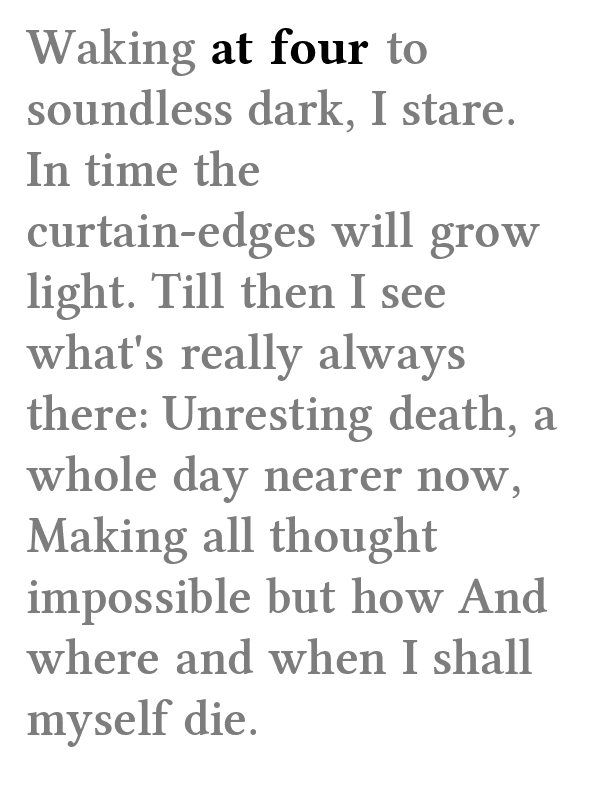 Waking at four to
soundless dark, I stare.
In time the
curtain-edges will grow
light. Till then I see
what's really always
there: Unresting death, a
whole day nearer now,
Making all thought
impossible but how And
where and when I shall
myself die.